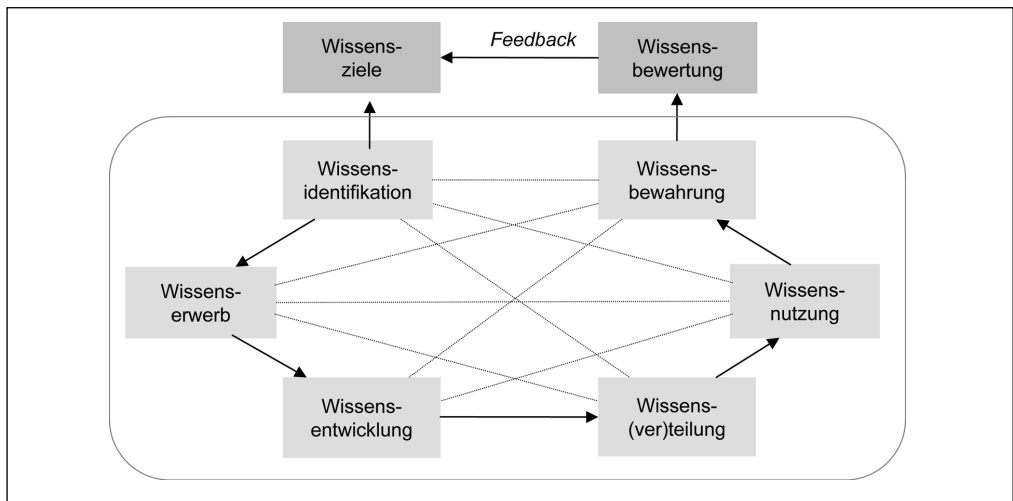 Wissens-
ziele
Feedback
Wissens-
bewertung
Wissens-
identifikation
Wissens-
bewahrung
Wissens-
erwerb
Wissens-
nutzung
Wissens-
entwicklung
Wissens-
(ver)teilung